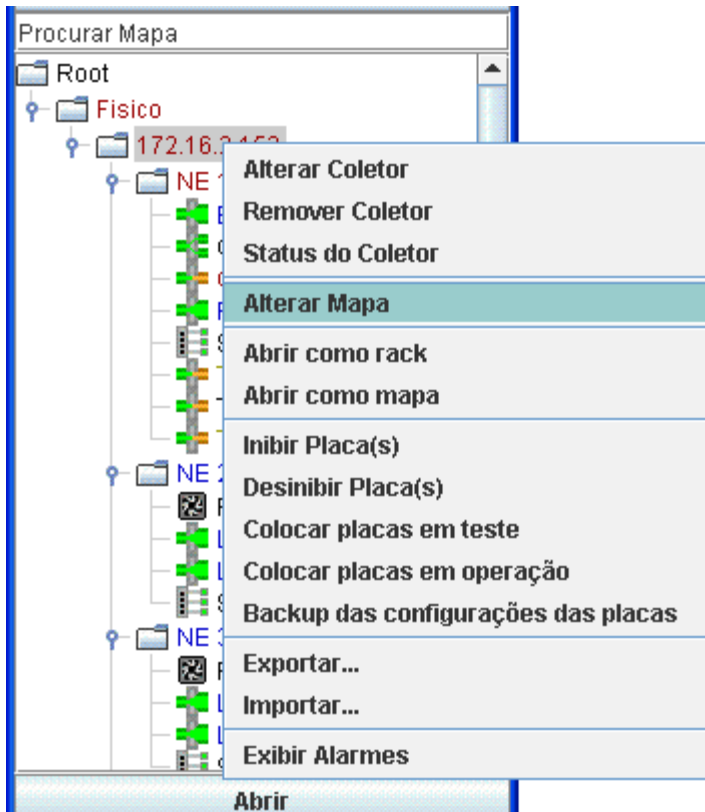 Procurar Mapa
Root
Fisico
172.16.
NE
Alterar Coletor
Remover Coletor
Status do Coletor
Alterar Mapa
Abrir como rack
Abrir como mapa
Inibir Placa(s)
Desinibir Placa(s)
NE
Colocar placas em teste
Colocar placas em operação
Backup das configurações das placas
NE
Exportar...
Importar...
Exibir Alarmes
Abrir